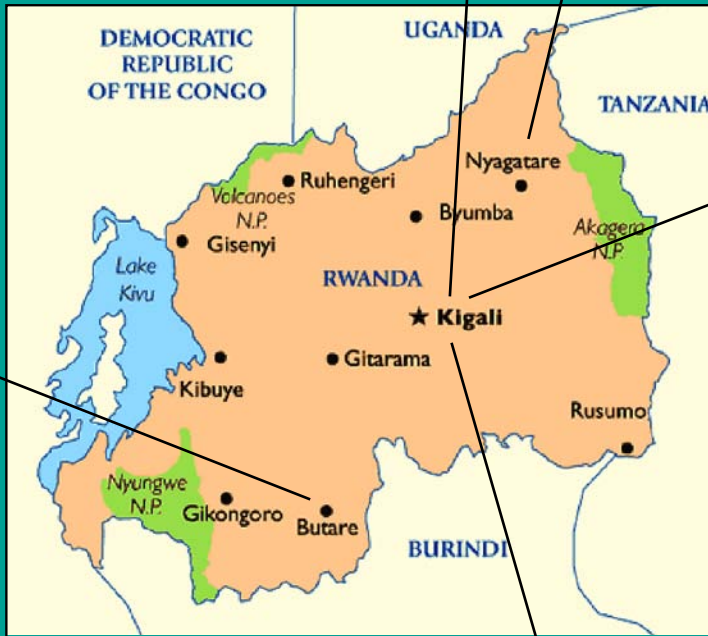 DEMOCRATIC
REPUBLIC
OF THE CONGO
UGANDA
TANZANIA
Nyagatare
Ruhengeri
Volcanoes
N.P.
Byumba
Akagera
N.P.
Gisenyi
Lake
Kivu
RWANDA
Kigali
Gitarama
Kibuye
Rusumo
Nyungwe
N.P.
Gikongoro
Butare
BURINDI